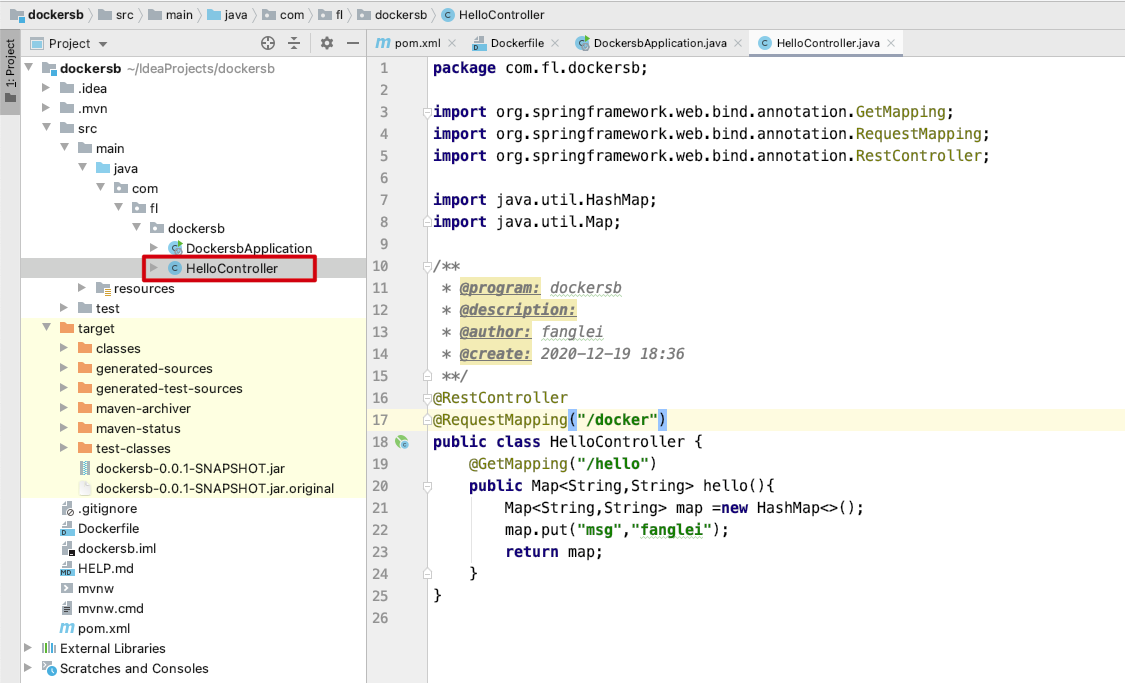 dockersb src main java com fl dockersb HelloController
1: Project
Project
pom.xml Dockerfile DockersbApplication.java HelloController.java
dockersb ~/IdeaProjects/dockersb
.idea
.mvn
src
main
java
com
fl
dockersb
DockersbApplication
HelloController
resources
test
target
classes
generated-sources
generated-test-sources
maven-archiver
maven-status
test-classes
dockersb-0.0.1-SNAPSHOT.jar
dockersb-0.0.1-SNAPSHOT.jar.original
.gitignore
Dockerfile
dockersb.iml
HELP.md
mvnw
mvnw.cmd
pom.xml
External Libraries
Scratches and Consoles
1 package com.fl.dockersb;
2
3 import org.springframework.web.bind.annotation.GetMapping;
4 import org.springframework.web.bind.annotation.RequestMapping;
5 import org.springframework.web.bind.annotation.RestController;
6
7 import java.util.HashMap;
8 import java.util.Map;
9
10 /**
11 * @program: dockersb
12 * @description:
13 * @author: fanglei
14 * @create: 2020-12-19 18:36
15 **/
16 @RestController
17 @RequestMapping("/docker")
18 public class HelloController {
19 @GetMapping("/hello")
20 public Map<String,String> hello(){
21 Map<String,String> map =new HashMap<>();
22 map.put("msg","fanglei");
23 return map;
24 }
25 }
26